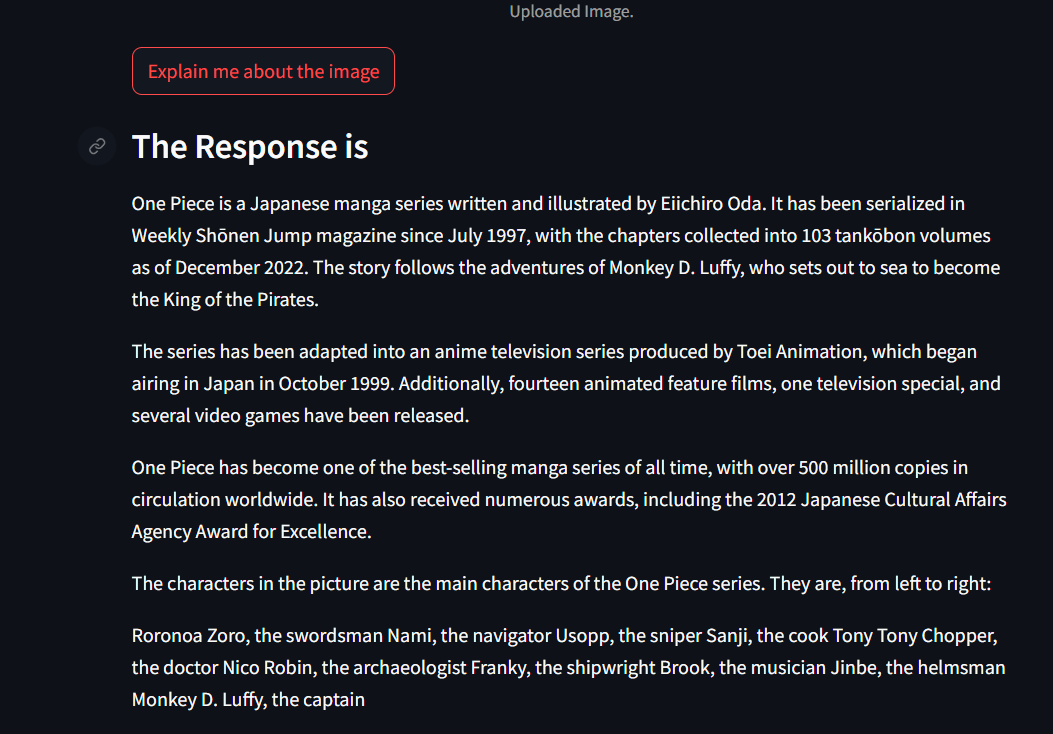 Uploaded Image.
Explain me about the image
The Response is
One Piece is a Japanese manga series written and illustrated by Eiichiro Oda. It has been serialized in
Weekly Shōnen Jump magazine since July 1997, with the chapters collected into 103 tankōbon volumes
as of December 2022. The story follows the adventures of Monkey D. Luffy, who sets out to sea to become
the King of the Pirates.
The series has been adapted into an anime television series produced by Toei Animation, which began
airing in Japan in October 1999. Additionally, fourteen animated feature films, one television special, and
several video games have been released.
One Piece has become one of the best-selling manga series of all time, with over 500 million copies in
circulation worldwide. It has also received numerous awards, including the 2012 Japanese Cultural Affairs
Agency Award for Excellence.
The characters in the picture are the main characters of the One Piece series. They are, from left to right:
Roronoa Zoro, the swordsman Nami, the navigator Usopp, the sniper Sanji, the cook Tony Tony Chopper,
the doctor Nico Robin, the archaeologist Franky, the shipwright Brook, the musician Jinbe, the helmsman
Monkey D. Luffy, the captain